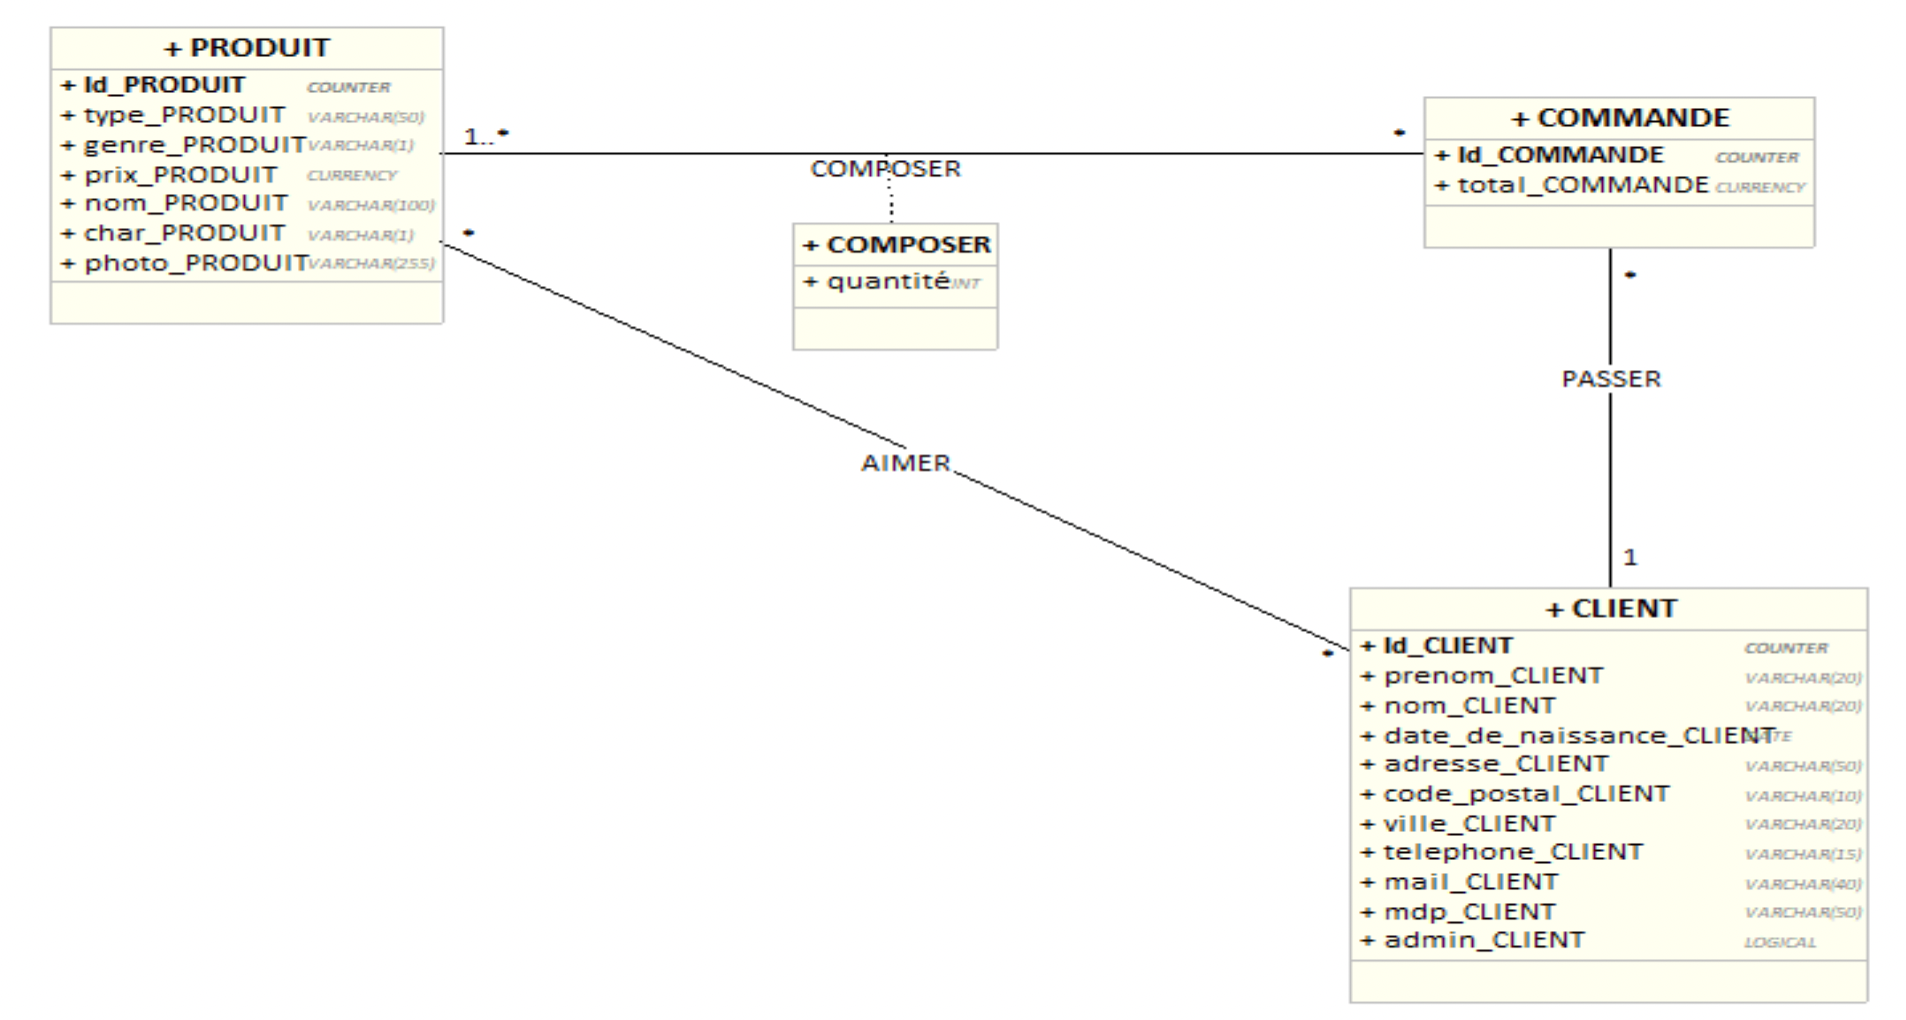 + PRODUIT
+ Id_PRODUIT COUNTER
+ type_PRODUIT VARCHAR(50)
+ genre_PRODUIT VARCHAR(1)
+ prix_PRODUIT CURRENCY
+ nom_PRODUIT VARCHAR(100)
+ char_PRODUIT VARCHAR(1)
+ photo_PRODUIT VARCHAR(255)
1..*
*
COMPOSER
*
+ COMPOSER
+ quantité INT
+ COMMANDE
+ Id_COMMANDE COUNTER
+ total_COMMANDE CURRENCY
*
PASSER
1
AIMER
*
+ CLIENT
+ Id_CLIENT COUNTER
+ prenom_CLIENT VARCHAR(20)
+ nom_CLIENT VARCHAR(20)
+ date_de_naissance_CLIENT DATE
+ adresse_CLIENT VARCHAR(50)
+ code_postal_CLIENT VARCHAR(10)
+ ville_CLIENT VARCHAR(20)
+ telephone_CLIENT VARCHAR(15)
+ mail_CLIENT VARCHAR(40)
+ mdp_CLIENT VARCHAR(50)
+ admin_CLIENT LOGICAL